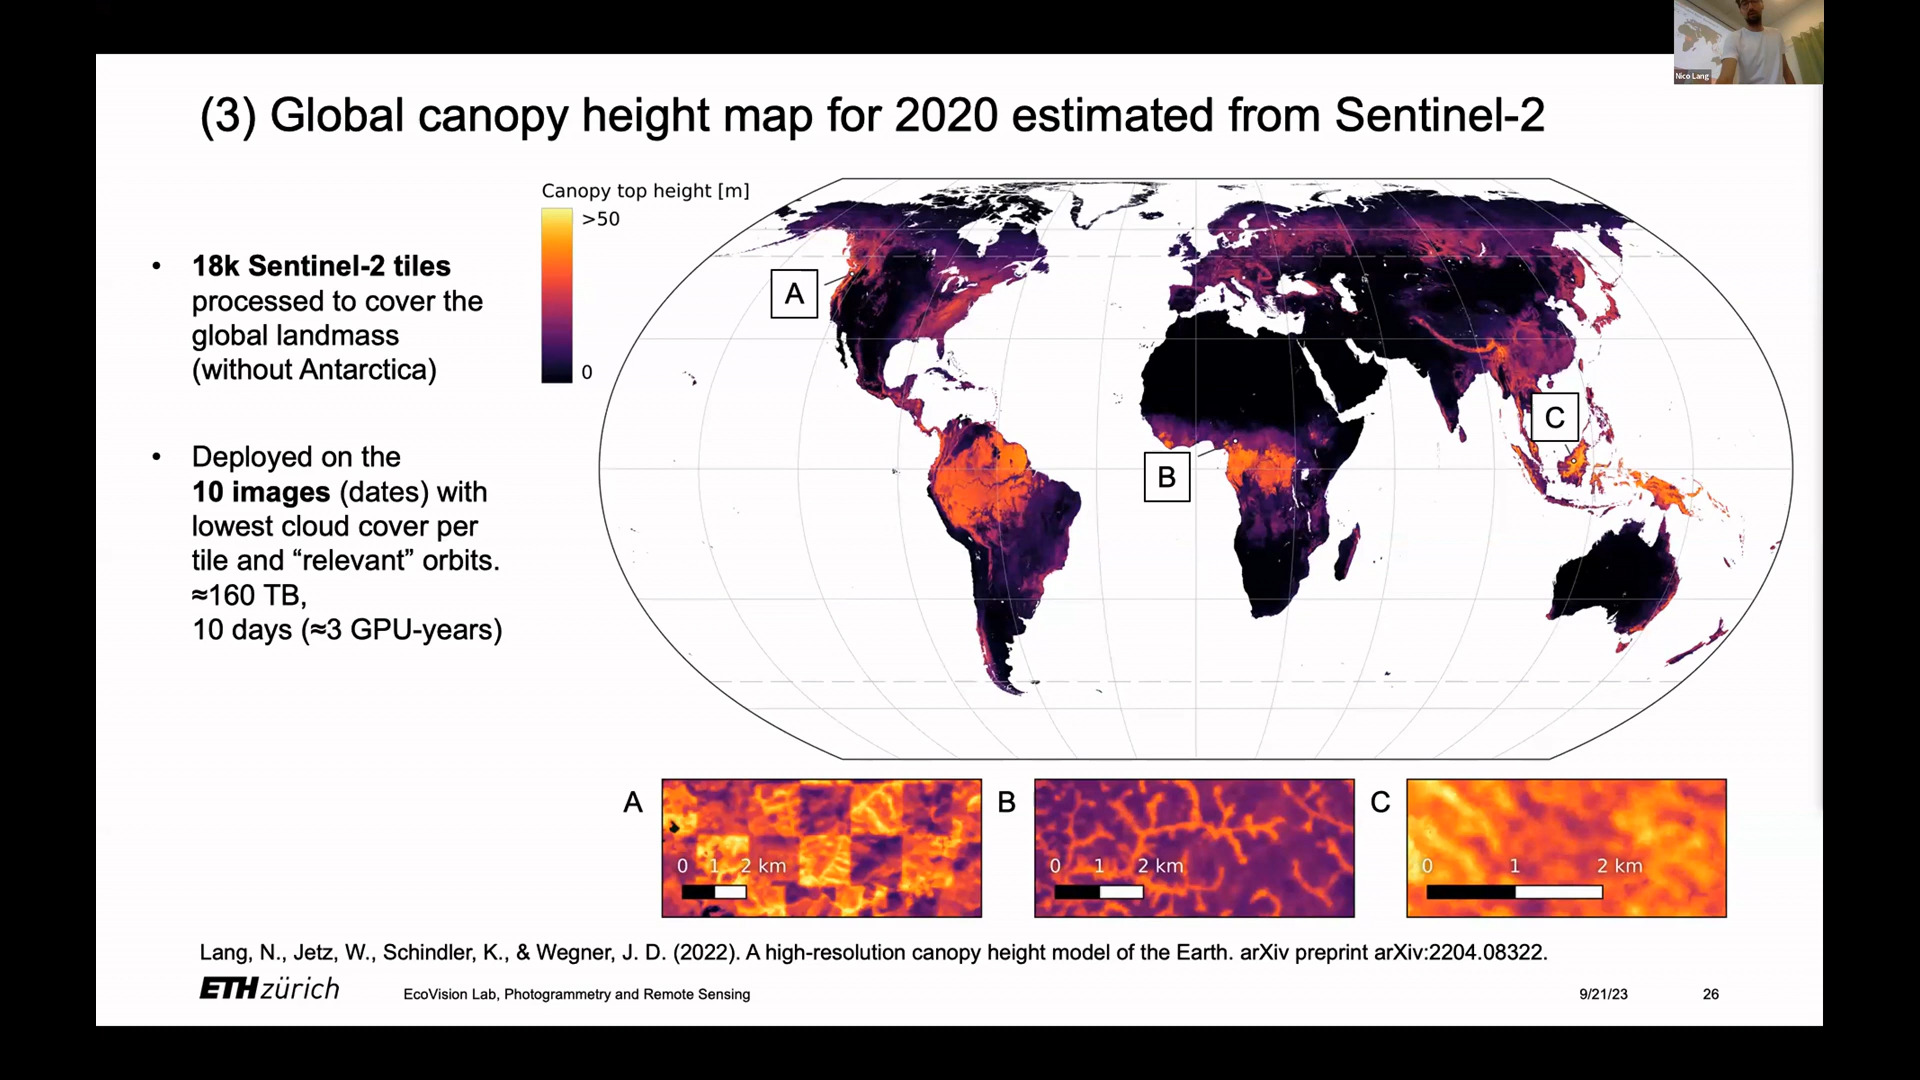 Nico Lang
(3) Global canopy height map for 2020 estimated from Sentinel-2
• 18k Sentinel-2 tiles
processed to cover the
global landmass
(without Antarctica)
• Deployed on the
10 images (dates) with
lowest cloud cover per
tile and “relevant” orbits.
≈160 TB,
10 days (≈3 GPU-years)
Canopy top height [m]
>50
0
A
B
C
A
0 1 2 km
B
0 1 2 km
C
0 1 2 km
Lang, N., Jetz, W., Schindler, K., & Wegner, J. D. (2022). A high-resolution canopy height model of the Earth. arXiv preprint arXiv:2204.08322.
ETH zürich
EcoVision Lab, Photogrammetry and Remote Sensing
9/21/23
26